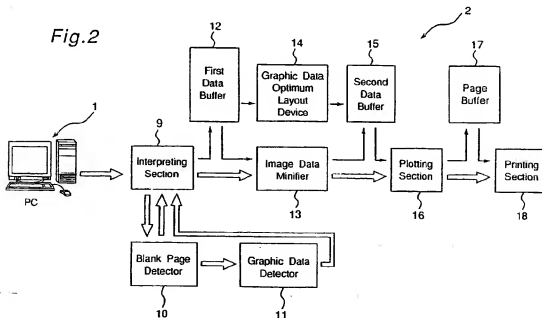 Fig.2
2
12
14
15
17
First
Data
Buffer
Graphic Data
Optimum
Layout
Device
Second
Data
Buffer
Page
Buffer
1
9
PC
Interpreting
Section
Image Data
Minifier
Plotting
Section
Printing
Section
13
16
18
Blank Page
Detector
Graphic Data
Detector
10
11